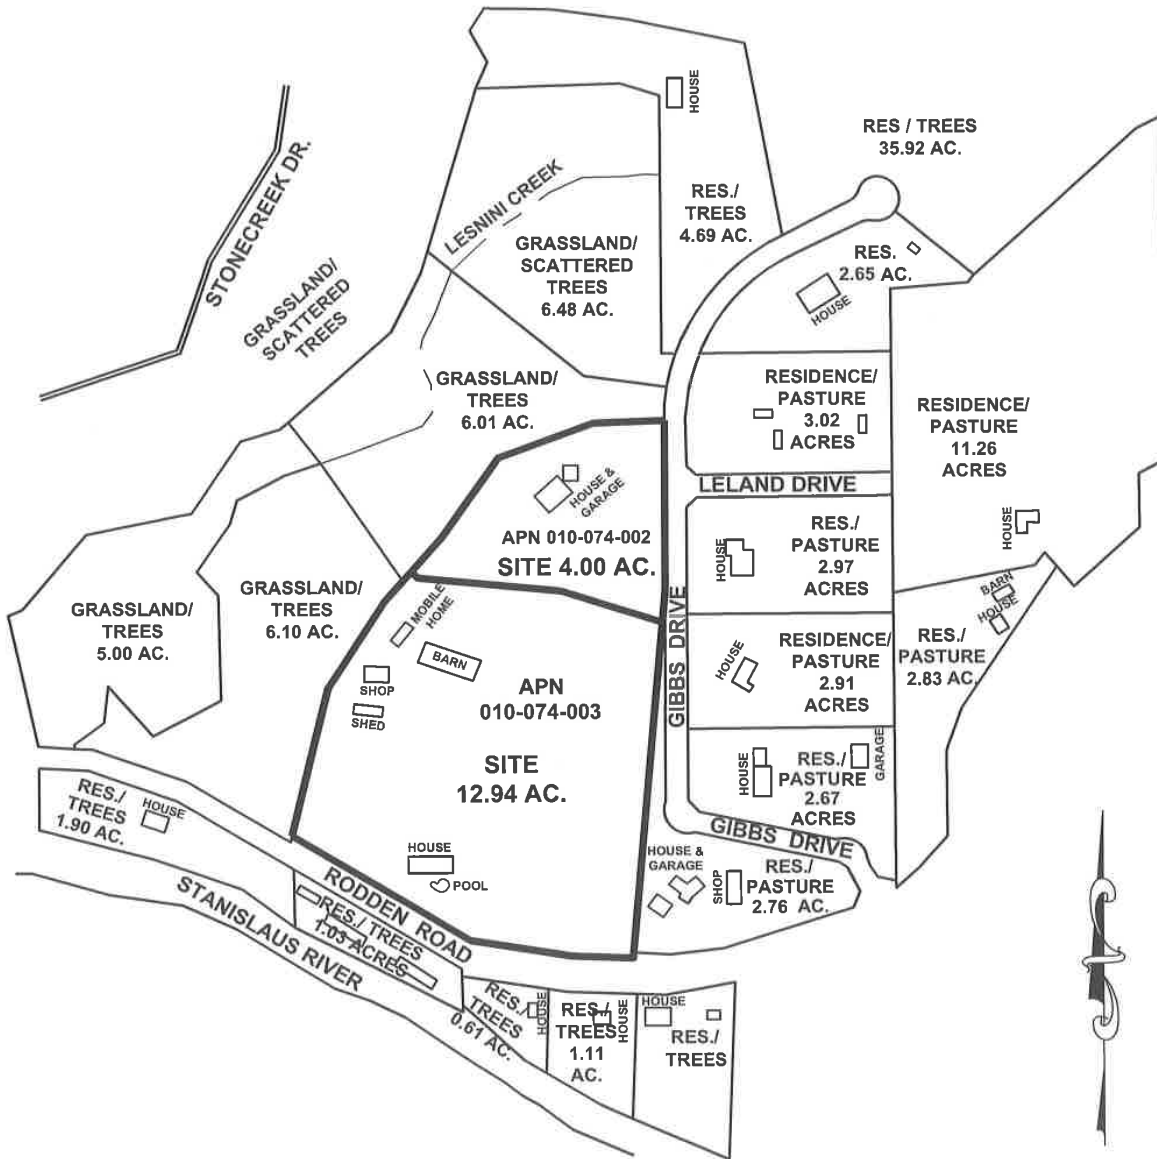 HOUSE
RES / TREES
35.92 AC.
STONECREEK DR.
LESNINI CREEK
RES./
TREES
4.69 AC.
GRASSLAND/
SCATTERED
TREES
6.48 AC.
RES.
2.65 AC.
HOUSE
GRASSLAND/
SCATTERED
TREES
GRASSLAND/
TREES
6.01 AC.
RESIDENCE/
PASTURE
3.02
ACRES
RESIDENCE/
PASTURE
11.26
ACRES
LELAND DRIVE
HOUSE &
GARAGE
APN 010-074-002
SITE 4.00 AC.
HOUSE
RES./
PASTURE
2.97
ACRES
HOUSE
GRASSLAND/
TREES
5.00 AC.
GRASSLAND/
TREES
6.10 AC.
MOBILE
HOME
BARN
SHOP
SHED
APN
010-074-003
SITE
12.94 AC.
GIBBS DRIVE
HOUSE
RESIDENCE/
PASTURE
2.91
ACRES
BARN
HOUSE
RES./
PASTURE
2.83 AC.
HOUSE
RES./
PASTURE
2.67
ACRES
GARAGE
GIBBS DRIVE
RES./
TREES
1.90 AC.
HOUSE
HOUSE
POOL
HOUSE &
GARAGE
SHOP
RES./
PASTURE
2.76 AC.
RODDEN ROAD
STANISLAUS RIVER
RES./ TREES
1.03 ACRES
RES./
TREES
0.61 AC.
HOUSE
RES./
TREES
1.11
AC.
HOUSE
HOUSE
RES./
TREES